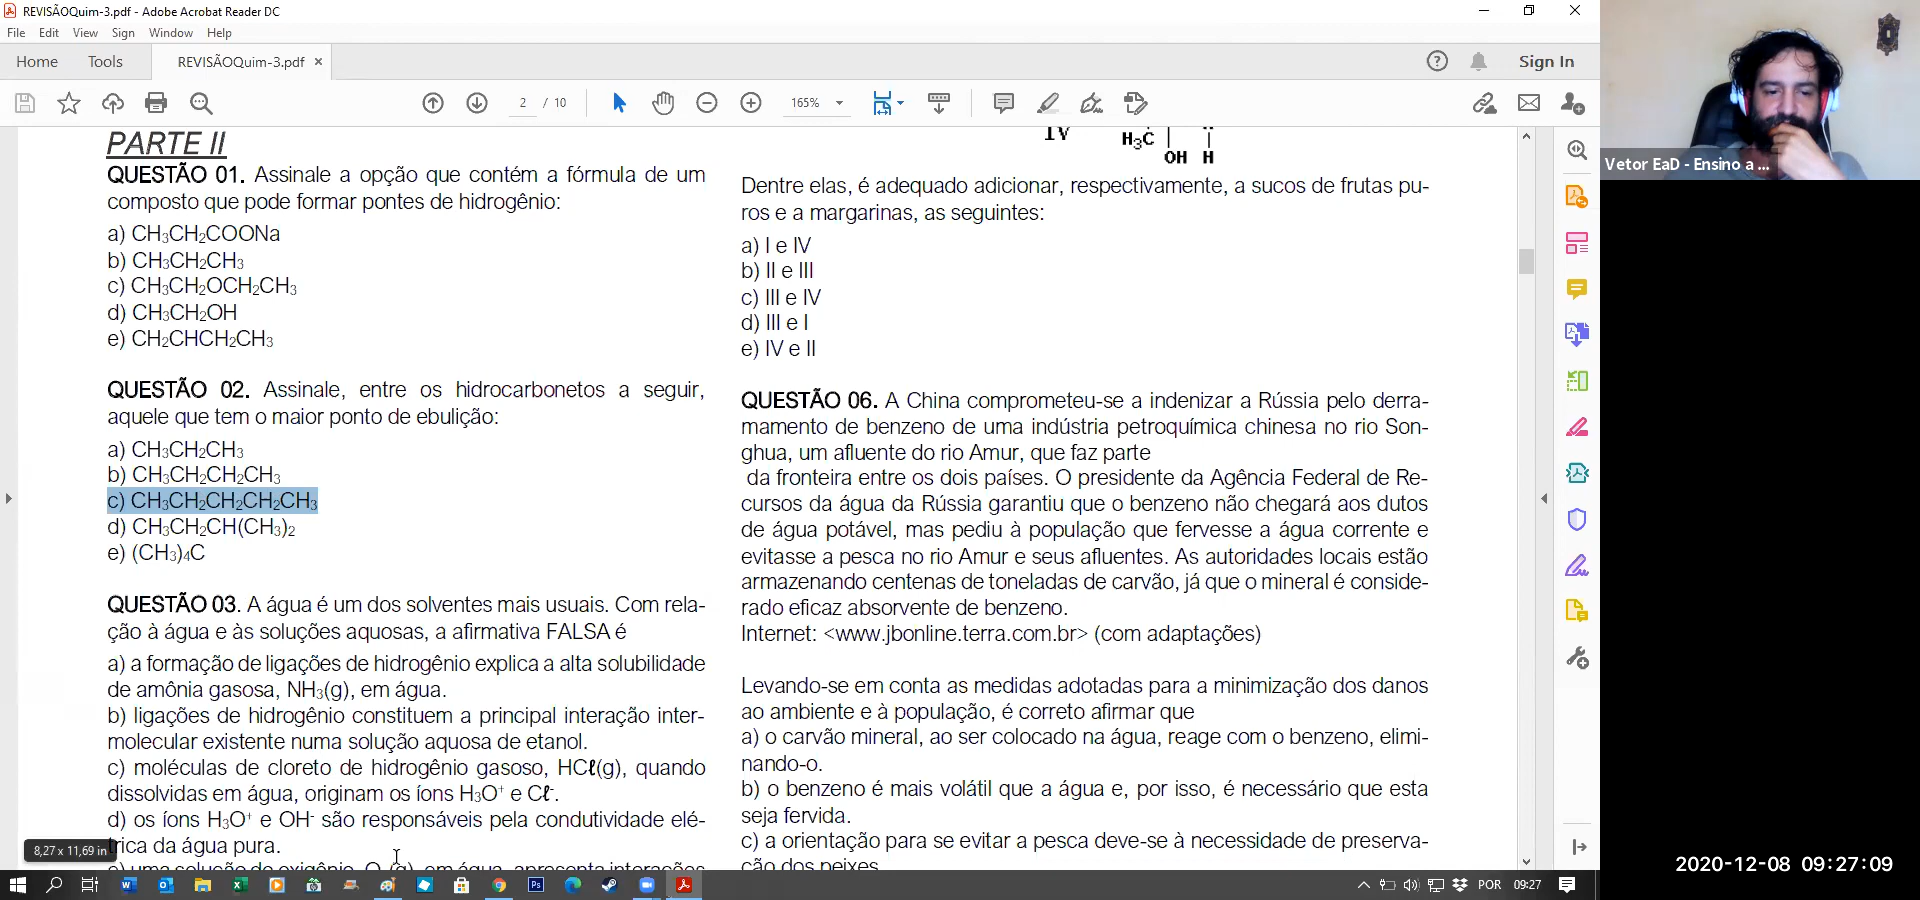 REVISÃOQuim-3.pdf - Adobe Acrobat Reader DC
File Edit View Sign Window Help
Home Tools REVISÃOQuim-3.pdf × Sign In
2 / 10 165%
PARTE II
QUESTÃO 01. Assinale a opção que contém a fórmula de um
composto que pode formar pontes de hidrogênio:
a) CH₃CH₂COONa
b) CH₃CH₂CH₃
c) CH₃CH₂OCH₂CH₃
d) CH₃CH₂OH
e) CH₂CHCH₂CH₃
QUESTÃO 02. Assinale, entre os hidrocarbonetos a seguir,
aquele que tem o maior ponto de ebulição:
a) CH₃CH₂CH₃
b) CH₃CH₂CH₂CH₃
c) CH₃CH₂CH₂CH₂CH₃
d) CH₃CH₂CH(CH₃)₂
e) (CH₃)₄C
QUESTÃO 03. A água é um dos solventes mais usuais. Com rela-
ção à água e às soluções aquosas, a afirmativa FALSA é
a) a formação de ligações de hidrogênio explica a alta solubilidade
de amônia gasosa, NH₃(g), em água.
b) ligações de hidrogênio constituem a principal interação inter-
molecular existente numa solução aquosa de etanol.
c) moléculas de cloreto de hidrogênio gasoso, HCℓ(g), quando
dissolvidas em água, originam os íons H₃O⁺ e Cℓ⁻.
d) os íons H₃O⁺ e OH⁻ são responsáveis pela condutividade elé-
trica da água pura.
e) uma solução de oxigênio, O₂(g), em água, apresenta interações
8,27 x 11,69 in
IV H₃C
OH H
Dentre elas, é adequado adicionar, respectivamente, a sucos de frutas pu-
ros e a margarinas, as seguintes:
a) I e IV
b) II e III
c) III e IV
d) III e I
e) IV e II
QUESTÃO 06. A China comprometeu-se a indenizar a Rússia pelo derra-
mamento de benzeno de uma indústria petroquímica chinesa no rio Son-
ghua, um afluente do rio Amur, que faz parte
da fronteira entre os dois países. O presidente da Agência Federal de Re-
cursos da água da Rússia garantiu que o benzeno não chegará aos dutos
de água potável, mas pediu à população que fervesse a água corrente e
evitasse a pesca no rio Amur e seus afluentes. As autoridades locais estão
armazenando centenas de toneladas de carvão, já que o mineral é conside-
rado eficaz absorvente de benzeno.
Internet: <www.jbonline.terra.com.br> (com adaptações)
Levando-se em conta as medidas adotadas para a minimização dos danos
ao ambiente e à população, é correto afirmar que
a) o carvão mineral, ao ser colocado na água, reage com o benzeno, elimi-
nando-o.
b) o benzeno é mais volátil que a água e, por isso, é necessário que esta
seja fervida.
c) a orientação para se evitar a pesca deve-se à necessidade de preserva-
ção dos peixes.
Vetor EaD - Ensino a ...
2020-12-08 09:27:09
Ps
POR 09:27